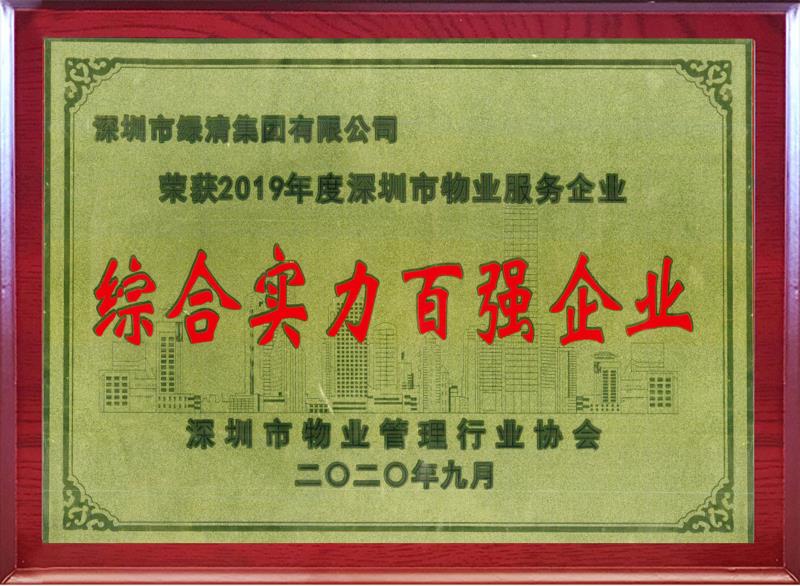 深圳市绿清集团有限公司
荣获2019年度深圳市物业服务企业
综合实力百强企业
深圳市物业管理行业协会
二〇二〇年九月